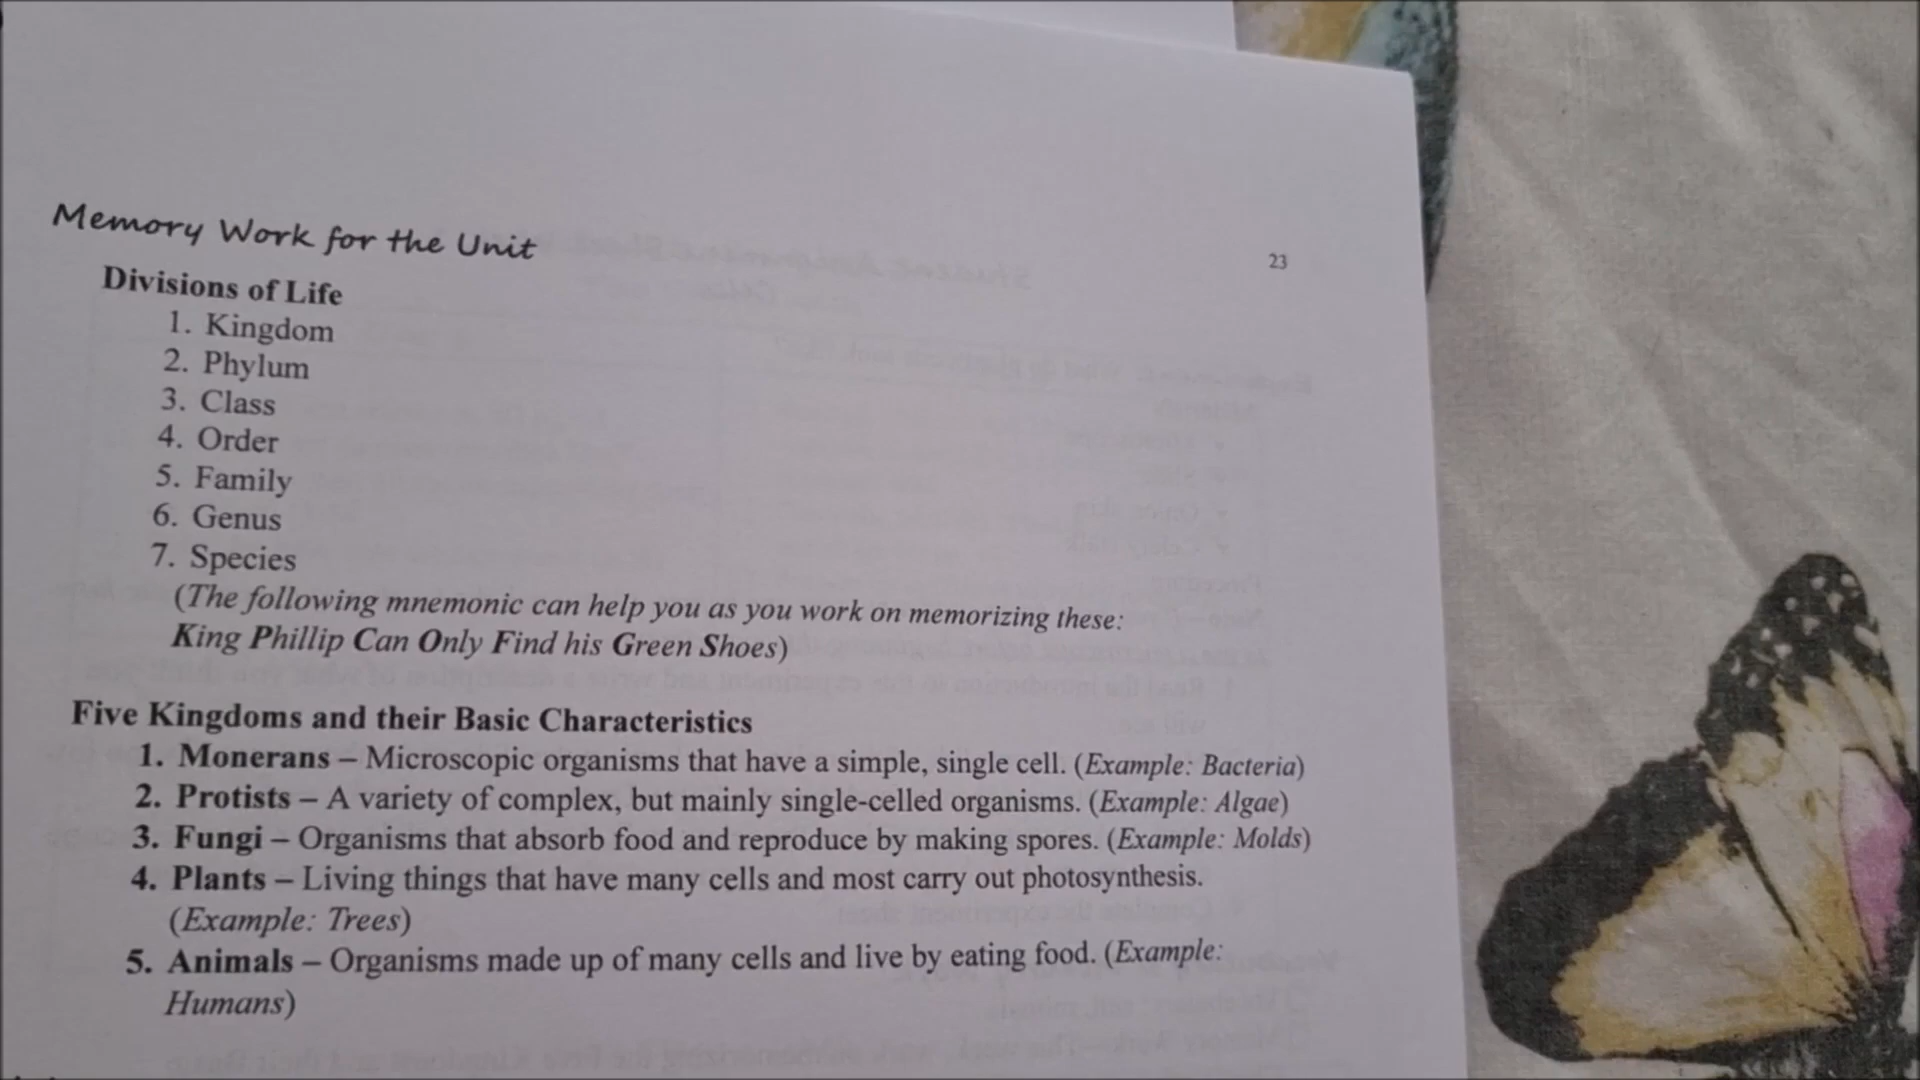 Memory Work for the Unit
23
Divisions of Life
1. Kingdom
2. Phylum
3. Class
4. Order
5. Family
6. Genus
7. Species
(The following mnemonic can help you as you work on memorizing these:
King Phillip Can Only Find his Green Shoes)
Five Kingdoms and their Basic Characteristics
1. Monerans – Microscopic organisms that have a simple, single cell. (Example: Bacteria)
2. Protists – A variety of complex, but mainly single-celled organisms. (Example: Algae)
3. Fungi – Organisms that absorb food and reproduce by making spores. (Example: Molds)
4. Plants – Living things that have many cells and most carry out photosynthesis.
(Example: Trees)
5. Animals – Organisms made up of many cells and live by eating food. (Example:
Humans)